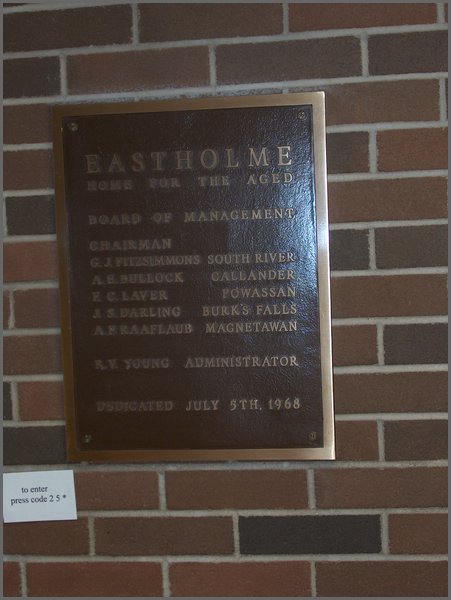 EASTHOLME
HOME FOR THE AGED
BOARD OF MANAGEMENT
CHAIRMAN
G. J. FITZSIMMONS SOUTH RIVER
A. E. BULLOCK CALLANDER
F. C. LAVER POWASSAN
J. S. DARLING BURK'S FALLS
A. F. RAAFLAUB MAGNETAWAN
R. V. YOUNG ADMINISTRATOR
DEDICATED JULY 5TH, 1968
to enter
press code 2 5 *